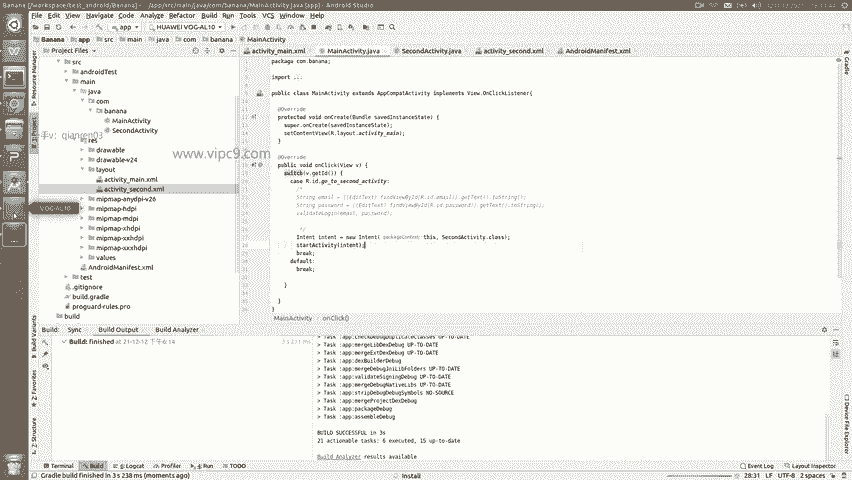 Banana [~/workspace/test_android/Banana] - .../app/src/main/java/com/banana/MainActivity.java [app] - Android Studio
File Edit View Navigate Code Analyze Refactor Build Run Tools VCS Window Help
app HUAWEI VOG-AL10
Banana app src main java com banana MainActivity
Project Files
activity_main.xml MainActivity.java SecondActivity.java activity_second.xml AndroidManifest.xml
Gradle
Resource Manager
1: Project
src
androidTest
main
java
com
banana
MainActivity
SecondActivity
res
drawable
drawable-v24
layout
activity_main.xml
activity_second.xml
mipmap-anydpi-v26
mipmap-hdpi
mipmap-mdpi
mipmap-xhdpi
mipmap-xxhdpi
mipmap-xxxhdpi
values
AndroidManifest.xml
test
.gitignore
build.gradle
proguard-rules.pro
build
手v: qianren03
www.vipc9.com
VOG-AL10
package com.banana;
import ...
public class MainActivity extends AppCompatActivity implements View.OnClickListener{
@Override
protected void onCreate(Bundle savedInstanceState) {
super.onCreate(savedInstanceState);
setContentView(R.layout.activity_main);
}
@Override
public void onClick(View v) {
switch(v.getId()) {
case R.id.go_to_second_activity:
/*
String email = ((EditText) findViewById(R.id.email)).getText().toString();
String password = ((EditText) findViewById(R.id.password)).getText().toString();
validateLogin(email, password);
*/
Intent intent = new Intent( packageContext: this, SecondActivity.class);
startActivity(intent);
break;
default:
break;
}
}
}
MainActivity onClick()
Build: Sync Build Output Build Analyzer
Build: finished at 21-12-12 下午6:14 3 s 231 ms
> Task :app:checkDebugDuplicateClasses UP-TO-DATE
> Task :app:mergeLibDexDebug UP-TO-DATE
> Task :app:mergeExtDexDebug UP-TO-DATE
> Task :app:dexBuilderDebug
> Task :app:mergeDebugJniLibFolders UP-TO-DATE
> Task :app:validateSigningDebug UP-TO-DATE
> Task :app:mergeDebugNativeLibs UP-TO-DATE
> Task :app:stripDebugDebugSymbols NO-SOURCE
> Task :app:mergeProjectDexDebug
> Task :app:packageDebug
> Task :app:assembleDebug
BUILD SUCCESSFUL in 3s
21 actionable tasks: 6 executed, 15 up-to-date
Build Analyzer results available
Build Variants
2: Favorites
Z: Structure
Device File Explorer
Terminal Build 6: Logcat Profiler 4: Run TODO
Event Log Layout Inspector
Gradle build finished in 3 s 238 ms (moments ago)
Install
28:31 LF UTF-8 2 spaces